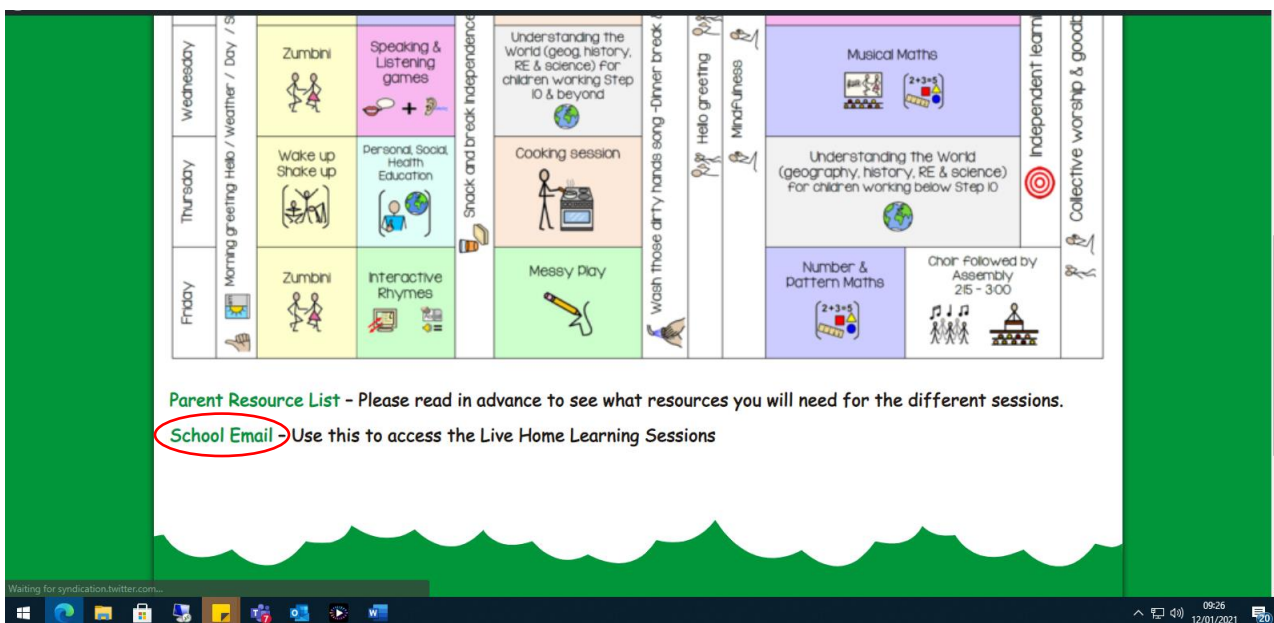 Wednesday
Thursday
Friday
Morning greeting Hello / Weather / Day / S
Zumbini
Speaking &
Listening
games
Snack and break independence
Understanding the
World (geog, history,
RE & science) for
children working Step
10 & beyond
Wash those dirty hands song -Dinner break &
Hello greeting
Mindfulness
Musical Maths
2+3=5
Independent learni
Collective worship & goodb
Wake up
Shake up
Personal, Social,
Health
Education
Cooking session
Understanding the World
(geography, history, RE & science)
for children working below Step 10
Zumbini
Interactive
Rhymes
Messy Play
Number &
Pattern Maths
2+3=5
Choir followed by
Assembly
2:15 - 3:00
Parent Resource List – Please read in advance to see what resources you will need for the different sessions.
School Email – Use this to access the Live Home Learning Sessions
Waiting for syndication.twitter.com...
09:26
12/01/2021
7
20